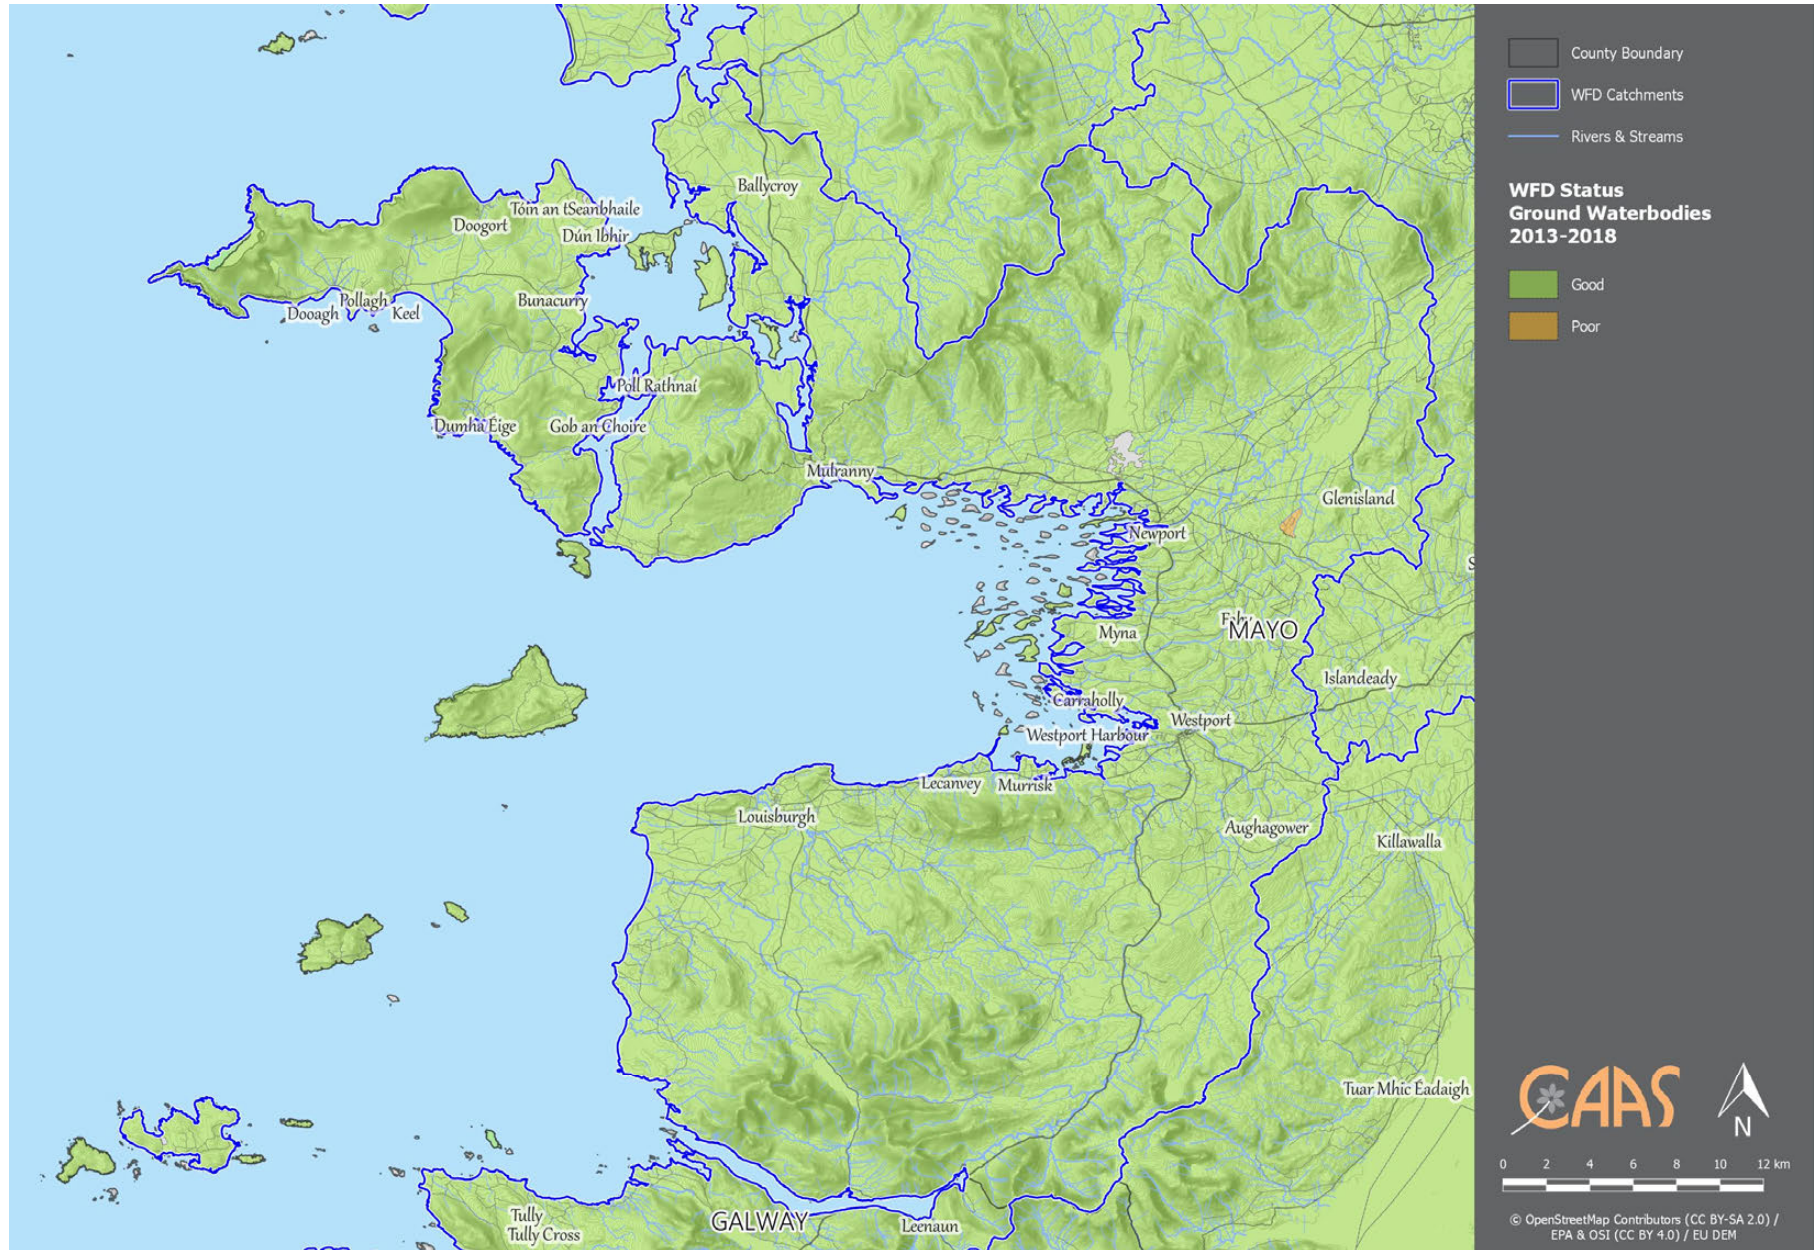 Ballycroy
Tóin an tSeanbhaile
Doogort
Dún Ibhir
Bunacurry
Pollagh
Dooagh
Keel
Poll Rathnaí
Dumha Éige
Gob an Choire
Mulranny
Glenisland
Newport
Myna
MAYO
Islandeady
Carraholly
Westport
Westport Harbour
Lecanvey
Murrisk
Louisburgh
Aughagower
Killawalla
Tuar Mhic Éadaigh
Tully
Tully Cross
GALWAY
Leenaun
County Boundary
WFD Catchments
Rivers & Streams
WFD Status
Ground Waterbodies
2013-2018
Good
Poor
CAAS
N
0 2 4 6 8 10 12 km
© OpenStreetMap Contributors (CC BY-SA 2.0) /
EPA & OSI (CC BY 4.0) / EU DEM